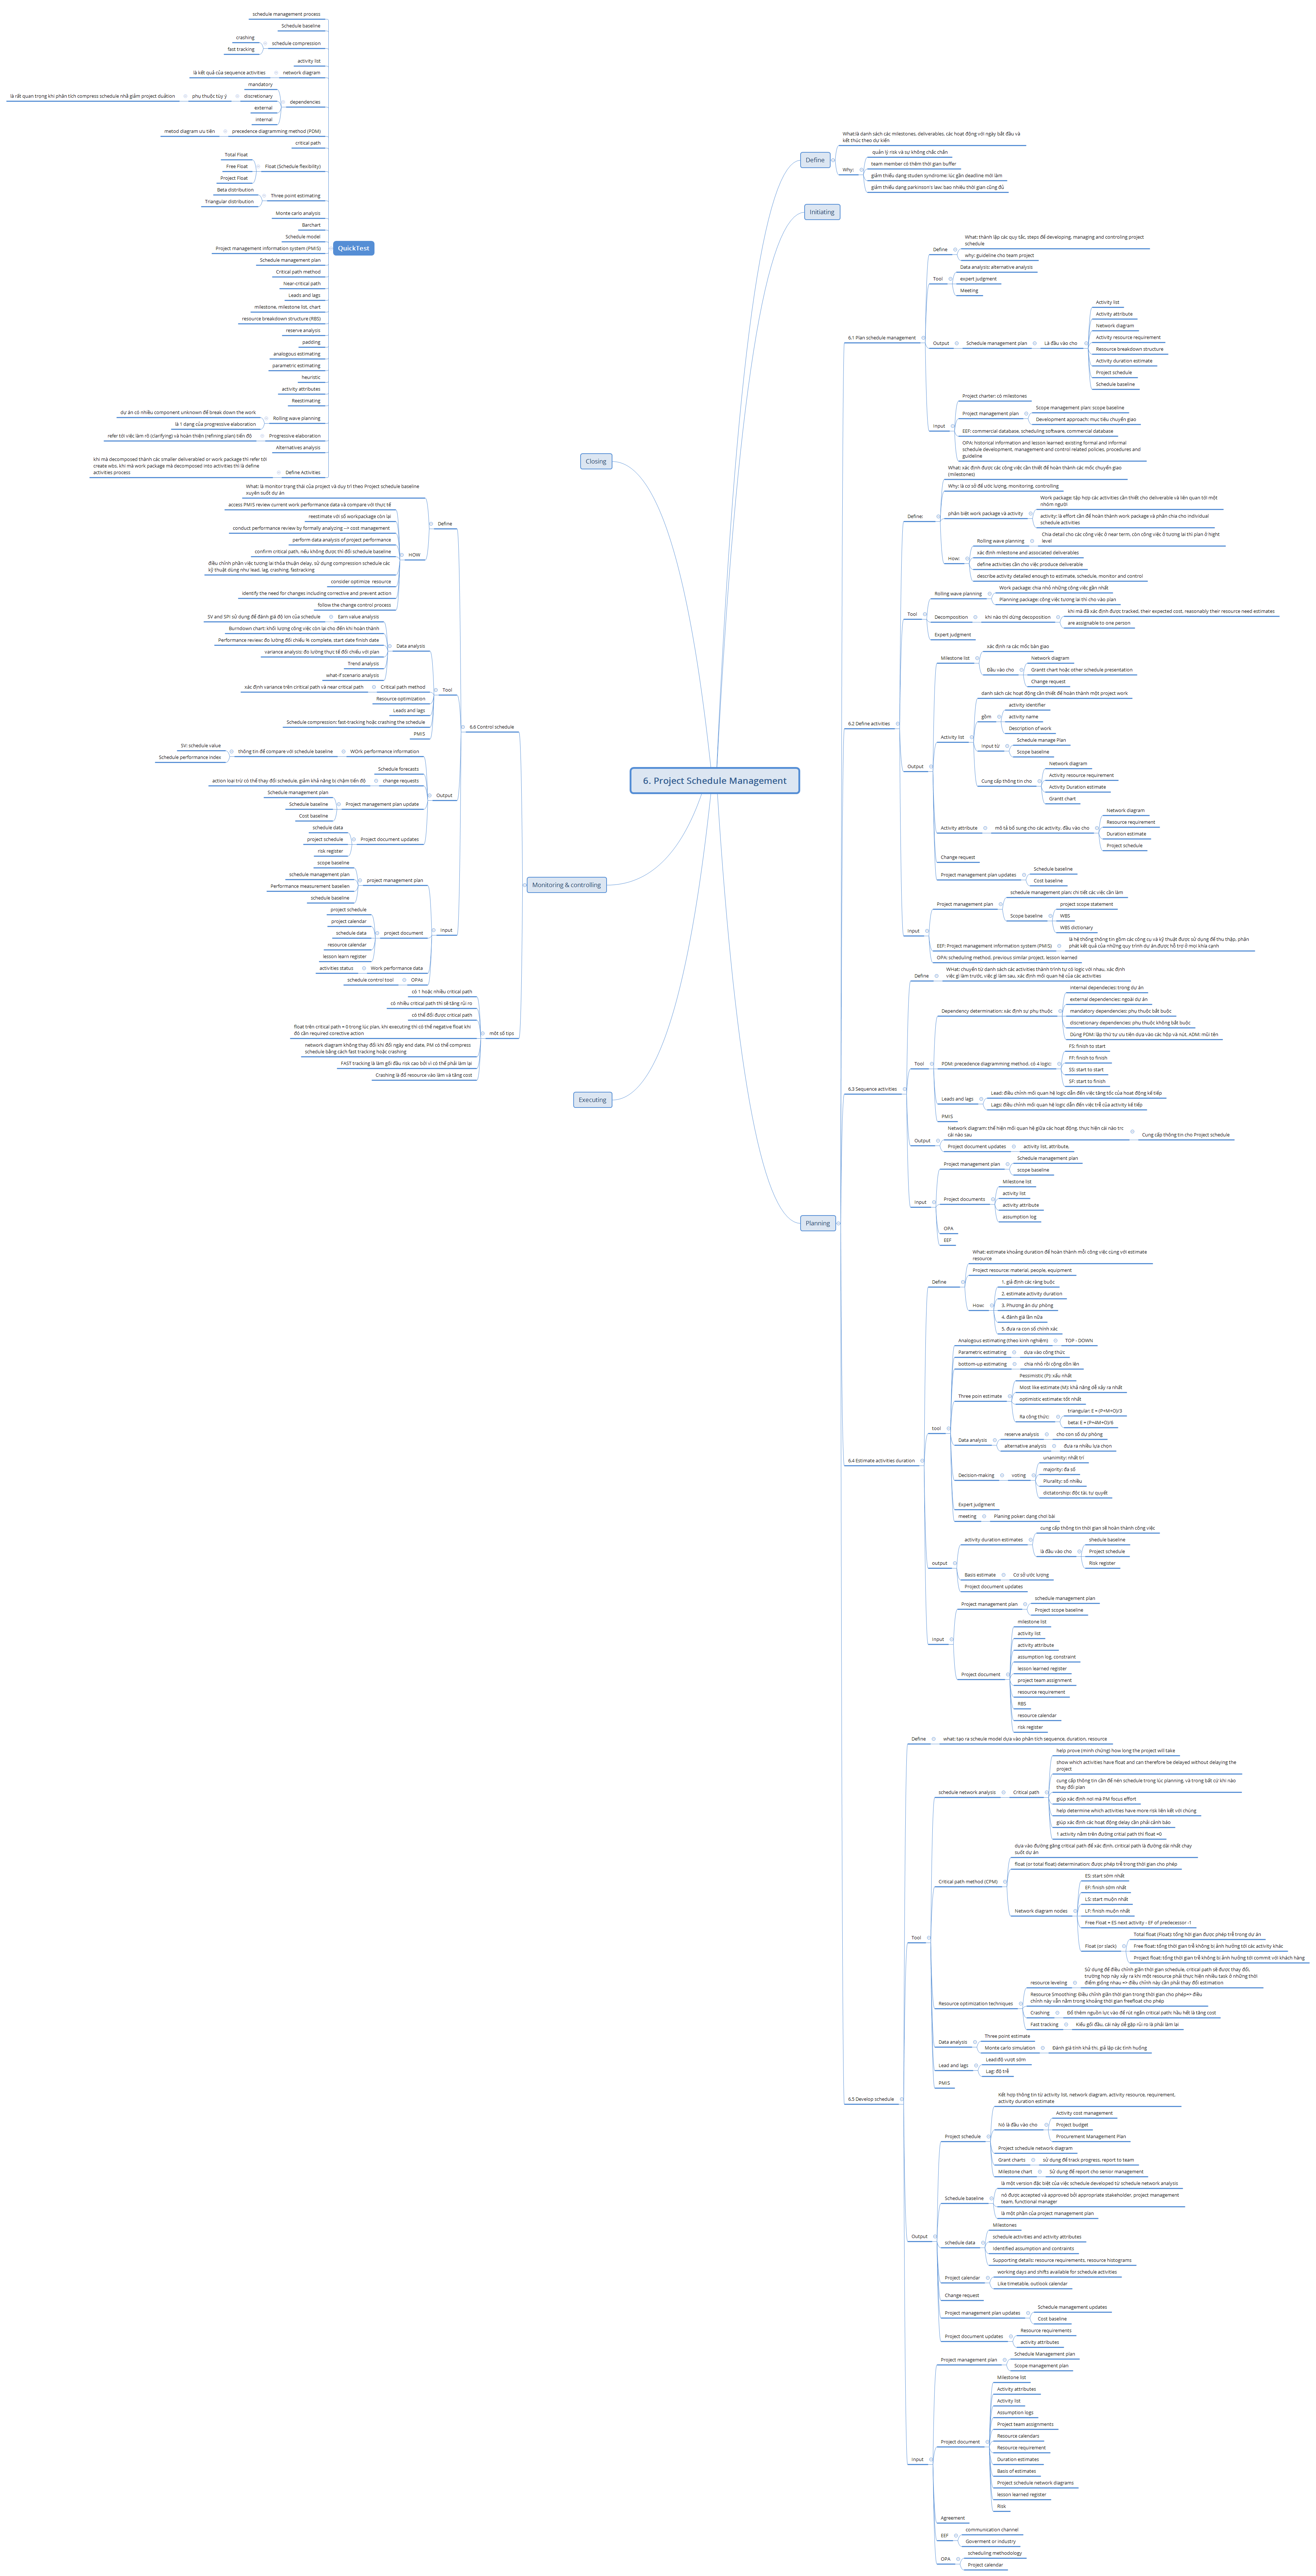 6. Project Schedule Management
Define
What:là danh sách các milestones, deliverables, các hoạt động với ngày bắt đầu và
kết thúc theo dự kiến
Why:
quản lý risk và sự không chắc chắn
team member có thêm thời gian buffer
giảm thiểu dạng studen syndrome: lúc gần deadline mới làm
giảm thiểu dạng parkinson's law: bao nhiêu thời gian cũng đủ
Initiating
Planning
6.1 Plan schedule management
Define
What: thành lập các quy tắc, steps để developing, managing and controling project
schedule
why: guideline cho team project
Tool
Data analysis: alternative analysis
expert judgment
Meeting
Output
Schedule management plan
Là đầu vào cho
Activity list
Activity attribute
Network diagram
Activity resource requirement
Resource breakdown structure
Activity duration estimate
Project schedule
Schedule baseline
Input
Project charter: có milestones
Project management plan
Scope management plan: scope baseline
Development approach: mục tiêu chuyển giao
EEF: commercial database, scheduling software, commercial database
OPA: historical information and lesson learned: existing formal and informal
schedule development, management and control related policies, procedures and
guideline
6.2 Define activities
Define:
What: xác định được các công việc cần thiết để hoàn thành các mốc chuyển giao
(milestones)
Why: là cơ sở để ước lượng, monitoring, controlling
phân biệt work package và activity
Work package: tập hợp các activities cần thiết cho deliverable và liên quan tới một
nhóm người
activity: là effort cần để hoàn thành work package và phân chia cho individual
schedule activities
How:
Rolling wave planning
Chia detail cho các công việc ở near term, còn công việc ở tương lai thì plan ở hight
level
xác định milestone and associated deliverables
define activities cần cho việc produce deliverable
describe activity detailed enough to estimate, schedule, monitor and control
Tool
Rolling wave planning
Work package: chia nhỏ những công việc gần nhất
Planning package: công việc tương lai thì cho vào plan
Decomposition
khi nào thì dừng decoposition
khi mà đã xác định được tracked, their expected cost, reasonably their resource need estimates
are assignable to one person
Expert judgment
Output
Milestone list
xác định ra các mốc bàn giao
Đầu vào cho
Network diagram
Grantt chart hoặc other schedule presentation
Change request
Activity list
danh sách các hoạt động cần thiết để hoàn thành một project work
gồm
activity identifier
activity name
Description of work
Input từ
Schedule manage Plan
Scope baseline
Cung cấp thông tin cho
Network diagram
Activity resource requirement
Activity Duration estimate
Grantt chart
Activity attribute
mô tả bổ sung cho các activity, đầu vào cho
Network diagram
Resource requirement
Duration estimate
Project schedule
Change request
Project management plan updates
Schedule baseline
Cost baseline
Input
Project management plan
schedule management plan: chi tiết các việc cần làm
Scope baseline
project scope statement
WBS
WBS dictionary
EEF: Project management information system (PMIS)
là hệ thống thông tin gồm các công cụ và kỹ thuật được sử dụng để thu thập, phân
phát kết quả của những quy trình dự án.được hỗ trợ ở mọi khía cạnh
OPA: scheduling method, previous similar project, lesson learned
6.3 Sequence activities
Define
WHat: chuyển từ danh sách các activities thành trình tự có logic với nhau, xác định
việc gì làm trước, việc gì làm sau, xác định mối quan hệ của các activities
Tool
Dependency determination: xác định sự phụ thuộc
internal dependecies: trong dự án
external dependencies: ngoài dự án
mandatory dependencies: phụ thuộc bắt buộc
discretionary dependencies: phụ thuộc không bắt buộc
Dùng PDM: lập thứ tự ưu tiên dựa vào các hộp và nút, ADM: mũi tên
PDM: precedence diagramming method, có 4 logic:
FS: finish to start
FF: finish to finish
SS: start to start
SF: start to finish
Leads and lags
Lead: điều chỉnh mối quan hệ logic dẫn đến việc tăng tốc của hoạt động kế tiếp
Lags: điều chỉnh mối quan hệ logic dẫn đến việc trễ của activity kế tiếp
PMIS
Output
Network diagram: thể hiện mối quan hệ giữa các hoạt động, thực hiện cái nào trc
cái nào sau
Cung cấp thông tin cho Project schedule
Project document updates
activity list, attribute,
Input
Project management plan
Schedule management plan
scope baseline
Project documents
Milestone list
activity list
activity attribute
assumption log
OPA
EEF
6.4 Estimate activities duration
Define
What: estimate khoảng duration để hoàn thành mỗi công việc cùng với estimate
resource
Project resource: material, people, equipment
How:
1. giả định các ràng buộc
2. estimate activity duration
3. Phương án dự phòng
4. đánh giá lần nữa
5. đưa ra con số chính xác
tool
Analogous estimating (theo kinh nghiệm)
TOP - DOWN
Parametric estimating
dựa vào công thức
bottom-up estimating
chia nhỏ rồi cộng dồn lên
Three poin estimate
Pessimistic (P): xấu nhất
Most like estimate (M): khả năng dễ xảy ra nhất
optimistic estimate: tốt nhất
Ra công thức:
triangular: E = (P+M+O)/3
beta: E = (P+4M+O)/6
Data analysis
reserve analysis
cho con số dự phòng
alternative analysis
đưa ra nhiều lựa chon
Decision-making
voting
unanimity: nhất trí
majority: đa số
Plurality: số nhiều
dictatorship: độc tài, tự quyết
Expert judgment
meeting
Planing poker: dạng chơi bài
output
activity duration estimates
cung cấp thông tin thời gian sẽ hoàn thành công việc
là đầu vào cho
shedule baseline
Project schedule
Risk register
Basis estimate
Cơ sở ước lượng
Project document updates
Input
Project management plan
schedule management plan
Project scope baseline
Project document
milestone list
activity list
activity attribute
assumption log, constraint
lesson learned register
project team assignment
resource requirement
RBS
resource calendar
risk register
6.5 Develop schedule
Define
what: tạo ra scheule model dựa vào phân tích sequence, duration, resource
Tool
schedule network analysis
Critical path
help prove (minh chứng) how long the project will take
show which activities have float and can therefore be delayed without delaying the
project
cung cấp thông tin cần để nén schedule trong lúc planning, và trong bất cứ khi nào
thay đổi plan
giúp xác định nơi mà PM focus effort
help determine which activities have more risk liên kết với chúng
giúp xác định các hoạt động delay cần phải cảnh báo
1 activity nằm trên đường critial path thì float =0
Critical path method (CPM)
dựa vào đường găng critical path để xác định. critical path là đường dài nhất chạy
suốt dự án
float (or total float) determination: được phép trễ trong thời gian cho phép
Network diagram nodes
ES: start sớm nhất
EF: finish sớm nhất
LS: start muộn nhất
LF: finish muộn nhất
Free Float = ES next activity - EF of predecessor -1
Float (or slack)
Total float (Float): tổng hời gian được phép trễ trong dự án
Free float: tổng thời gian trễ không bị ảnh hưởng tới các activity khác
Project float: tổng thời gian trễ không bị ảnh hưởng tới commit với khách hàng
Resource optimization techniques
resource leveling
Sử dụng để điều chỉnh giãn thời gian schedule, critical path sẽ được thay đổi,
trường hợp này xảy ra khi một resource phải thực hiện nhiều task ở những thời
điểm giống nhau => điều chỉnh này cần phải thay đổi estimation
Resource Smoothing: Điều chỉnh giãn thời gian trong thời gian cho phép=> điều
chỉnh này vẫn nằm trong khoảng thời gian freefloat cho phép
Crashing
Đổ thêm nguồn lực vào để rút ngắn critical path: hầu hết là tăng cost
Fast tracking
Kiểu gối đầu, cái này dễ gặp rủi ro là phải làm lại
Data analysis
Three point estimate
Monte carlo simulation
Đánh giá tính khả thi, giả lập các tình huống
Lead and lags
Lead:độ vượt sớm
Lag: độ trễ
PMIS
Output
Project schedule
Kết hợp thông tin từ activity list, network diagram, activity resource, requirement,
activity duration estimate
Nó là đầu vào cho
Activity cost management
Project budget
Procurement Management Plan
Project schedule network diagram
Grant charts
sử dụng để track progress, report to team
Milestone chart
Sử dụng để report cho senior management
Schedule baseline
là một version đặc biệt của việc schedule developed từ schedule network analysis
nó được accepted và approved bởi appropriate stakeholder, project management
team, functional manager
là một phần của project management plan
schedule data
Milestones
schedule activities and activity attributes
Identified assumption and contraints
Supporting details: resource requirements, resource histograms
Project calendar
working days and shifts available for schedule activities
Like timetable, outlook calendar
Change request
Project management plan updates
Schedule management updates
Cost baseline
Project document updates
Resource requirements
activity attributes
Input
Project management plan
Schedule Management plan
Scope management plan
Project document
Milestone list
Activity attributes
Activity list
Assumption logs
Project team assignments
Resource calendars
Resource requirement
Duration estimates
Basis of estimates
Project schedule network diagrams
lesson learned register
Risk
Agreement
EEF
communication channel
Goverment or industry
OPA
scheduling methodology
Project calendar
Executing
Monitoring & controlling
6.6 Control schedule
Define
What: là monitor trạng thái của project và duy trì theo Project schedule baseline
xuyên suốt dự án
HOW
access PMIS review current work performance data và compare với thực tế
reestimate với số workpackage còn lại
conduct performance review by formally analyzing --> cost management
perform data analysis of project performance
confirm critical path, nếu không được thì đổi schedule baseline
điều chỉnh phần việc tương lai thỏa thuận delay, sử dụng compression schedule các
kỹ thuật dùng như lead, lag, crashing, fastracking
consider optimize resource
identify the need for changes including corrective and prevent action
follow the change control process
Tool
Data analysis
Earn value analysis
SV and SPI: sử dụng để đánh giá độ lớn của schedule
Burndown chart: khối lượng công việc còn lại cho đến khi hoàn thành
Performance review: đo lường đối chiếu % complete, start date finish date
variance analysis: đo lường thực tế đối chiếu với plan
Trend analysis
what-if scenario analysis
Critical path method
xác định variance trên critical path và near critical path
Resource optimization
Leads and lags
Schedule compression: fast-tracking hoặc crashing the schedule
PMIS
Output
WOrk performance information
thông tin để compare với schedule baseline
SV: schedule value
Schedule performance index
Schedule forecasts
change requests
action loại trừ có thể thay đổi schedule, giảm khả năng bị chậm tiến độ
Project management plan update
Schedule management plan
Schedule baseline
Cost baseline
Project document updates
schedule data
project schedule
risk register
Input
project management plan
scope baseline
schedule management plan
Performance measurement baselien
schedule baseline
project document
project schedule
project calendar
schedule data
resource calendar
lesson learn register
Work performance data
activities status
OPAs
schedule control tool
một số tips
có 1 hoặc nhiều critical path
có nhiều critical path thì sẽ tăng rủi ro
có thể đổi được critical path
float trên critical path = 0 trong lúc plan, khi executing thì có thể negative float khi
đó cần required corective action
network diagram không thay đổi khi đổi ngày end date, PM có thể compress
schedule bằng cách fast tracking hoặc crashing
FAST tracking là làm gối đầu risk cao bởi vì có thể phải làm lại
Crashing là đổ resource vào làm và tăng cost
Closing
QuickTest
schedule management process
Schedule baseline
schedule compression
crashing
fast tracking
activity list
network diagram
là kết quả của sequence activities
dependencies
mandatory
discretionary
phụ thuộc tùy ý
là rất quan trong khi phân tích compress schedule nhằ giảm project duation
external
internal
precedence diagramming method (PDM)
metod diagram ưu tiên
critical path
Float (Schedule flexibility)
Total Float
Free Float
Project Float
Three point estimating
Beta distribution
Triangular distribution
Monte carlo analysis
Barchart
Schedule model
Project management information system (PMIS)
Schedule management plan
Critical path method
Near-critical path
Leads and lags
milestone, milestone list, chart
resource breakdown structure (RBS)
reserve analysis
padding
analogous estimating
parametric estimating
heuristic
activity attributes
Reestimating
Rolling wave planning
dự án có nhiều component unknown để break down the work
là 1 dạng của progressive elaboration
Progressive elaboration
refer tới việc làm rõ (clarifying) và hoàn thiện (refining plan) tiến độ
Alternatives analysis
Define Activities
khi mà decomposed thành các smaller deliverabled or work package thì refer tới
create wbs, khi mà work package mà decomposed into activities thì là define
activities process